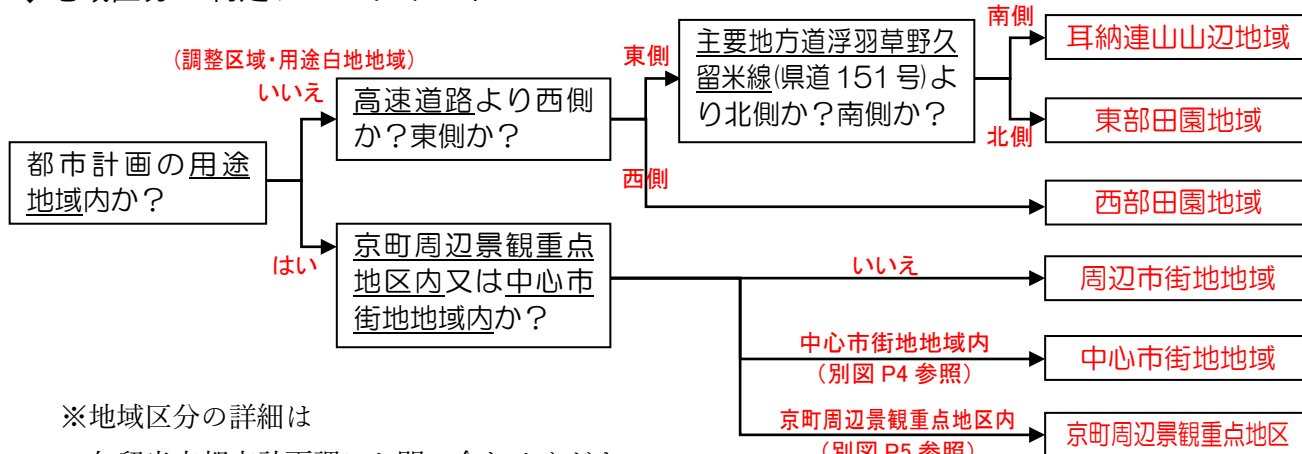 都市計画の用途
地域内か？
(調整区域・用途白地地域)
いいえ
はい
高速道路より西側
か？東側か？
東側
西側
主要地方道浮羽草野久
留米線(県道 151 号)よ
り北側か？南側か？
南側
北側
耳納連山山辺地域
東部田園地域
西部田園地域
京町周辺景観重点
地区内又は中心市
街地地域内か？
いいえ
周辺市街地地域
中心市街地地域内
（別図 P4 参照）
中心市街地地域
京町周辺景観重点地区内
（別図 P5 参照）
京町周辺景観重点地区
※地域区分の詳細は